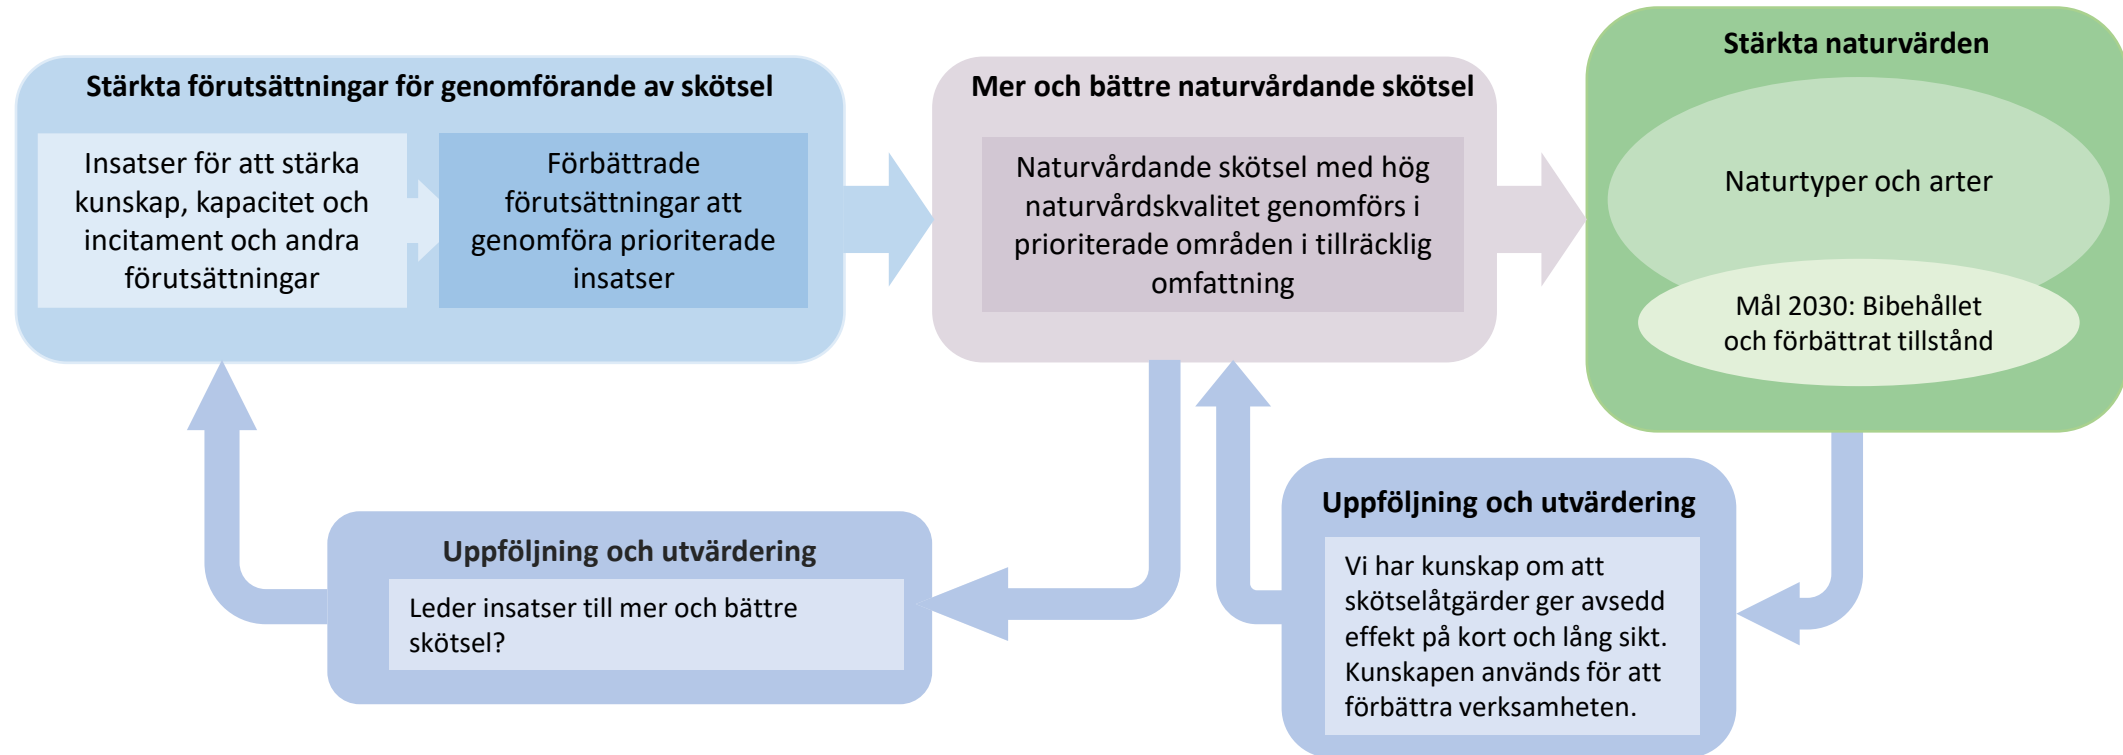 Stärkta förutsättningar för genomförande av skötsel
Insatser för att stärka
kunskap, kapacitet och
incitament och andra
förutsättningar
Förbättrade
förutsättningar att
genomföra prioriterade
insatser
Mer och bättre naturvårdande skötsel
Naturvårdande skötsel med hög
naturvårdskvalitet genomförs i
prioriterade områden i tillräcklig
omfattning
Stärkta naturvärden
Naturtyper och arter
Mål 2030: Bibehållet
och förbättrat tillstånd
Uppföljning och utvärdering
Leder insatser till mer och bättre
skötsel?
Uppföljning och utvärdering
Vi har kunskap om att
skötselåtgärder ger avsedd
effekt på kort och lång sikt.
Kunskapen används för att
förbättra verksamheten.